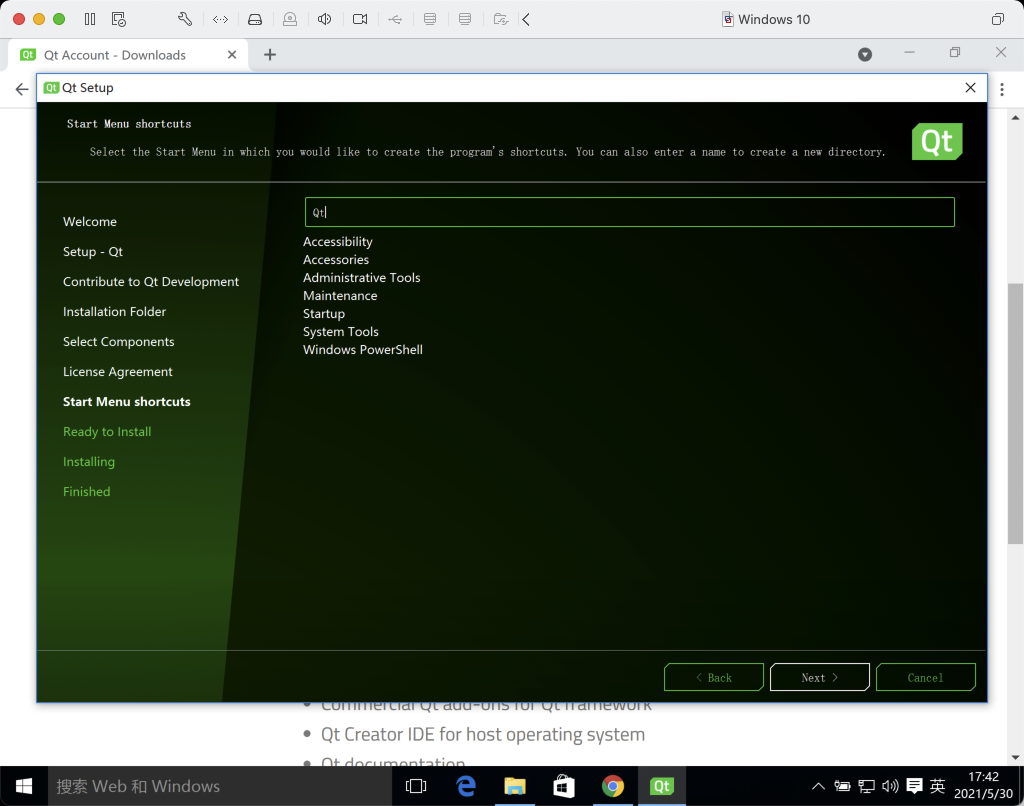 Windows 10
Qt Qt Account - Downloads
Qt Qt Setup
Start Menu shortcuts
Select the Start Menu in which you would like to create the program's shortcuts. You can also enter a name to create a new directory.
Qt
Qt
Welcome
Setup - Qt
Contribute to Qt Development
Installation Folder
Select Components
License Agreement
Start Menu shortcuts
Ready to Install
Installing
Finished
Accessibility
Accessories
Administrative Tools
Maintenance
Startup
System Tools
Windows PowerShell
< Back
Next >
Cancel
• Commercial Qt add-ons for Qt framework
• Qt Creator IDE for host operating system
• Qt documentation
搜索 Web 和 Windows
Qt
英
17:42
2021/5/30